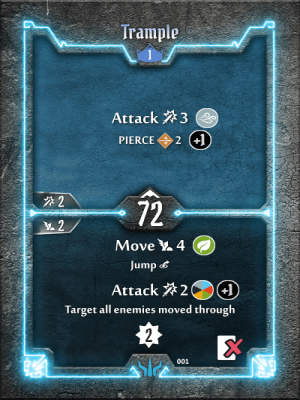 Trample
1
Attack 3
PIERCE 2 +1
2
72
2
Move 4
Jump
Attack 2 +1
Target all enemies moved through
2
001